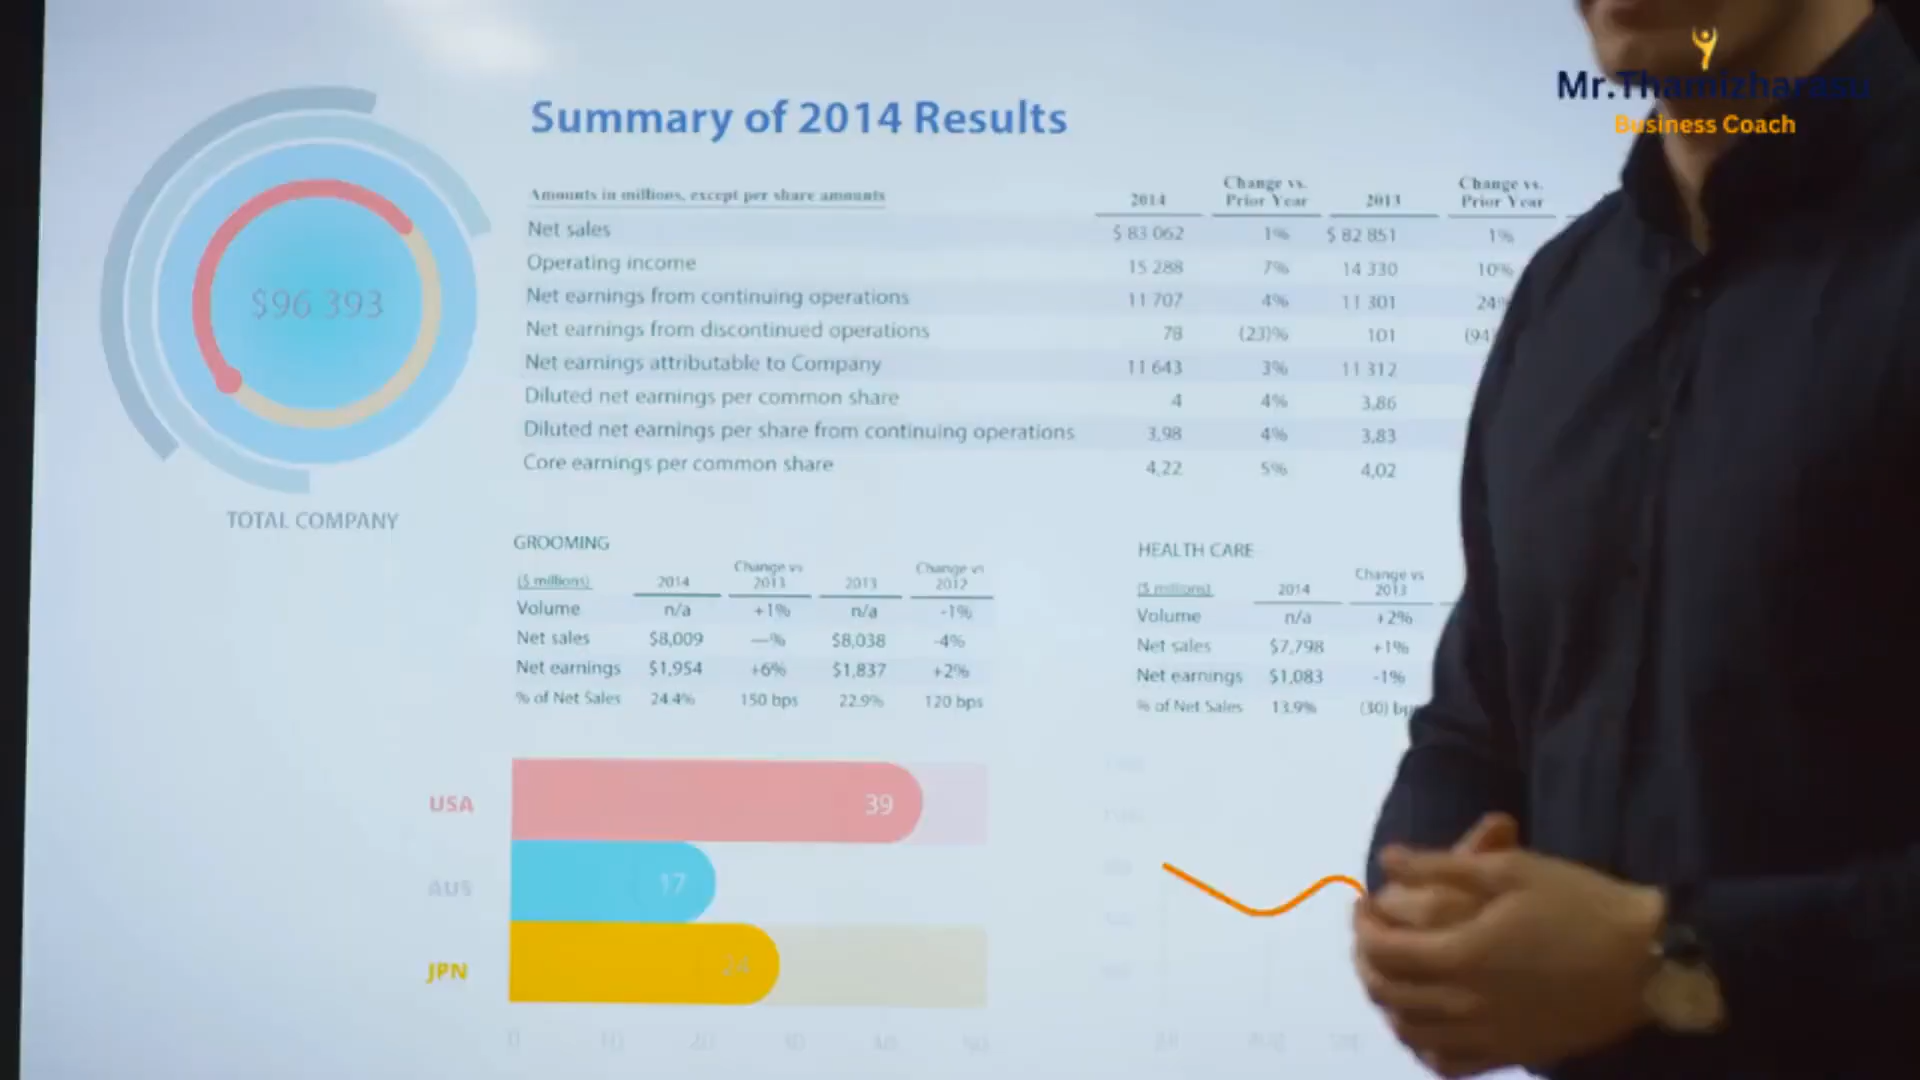 Mr.Thamizharasu
Business Coach
Summary of 2014 Results
Amounts in millions, except per share amounts 2014 Change vs. Prior Year 2013 Change vs. Prior Year
Net sales $ 83 062 1% $ 82 851 1%
Operating income 15 288 7% 14 330 10%
Net earnings from continuing operations 11 707 4% 11 301 24%
Net earnings from discontinued operations 78 (23)% 101 (94)
Net earnings attributable to Company 11 643 3% 11 312
Diluted net earnings per common share 4 4% 3,86
Diluted net earnings per share from continuing operations 3,98 4% 3,83
Core earnings per common share 4,22 5% 4,02
$96 393
TOTAL COMPANY
GROOMING
($ millions) 2014 Change vs 2013 2013 Change vs 2012
Volume n/a +1% n/a -1%
Net sales $8,009 —% $8,038 -4%
Net earnings $1,954 +6% $1,837 +2%
% of Net Sales 24.4% 150 bps 22.9% 120 bps
HEALTH CARE
($ millions) 2014 Change vs 2013
Volume n/a +2%
Net sales $7,798 +1%
Net earnings $1,083 -1%
% of Net Sales 13.9% (30)
USA 39
AUS 17
JPN 24
0 10 20 30 40 50